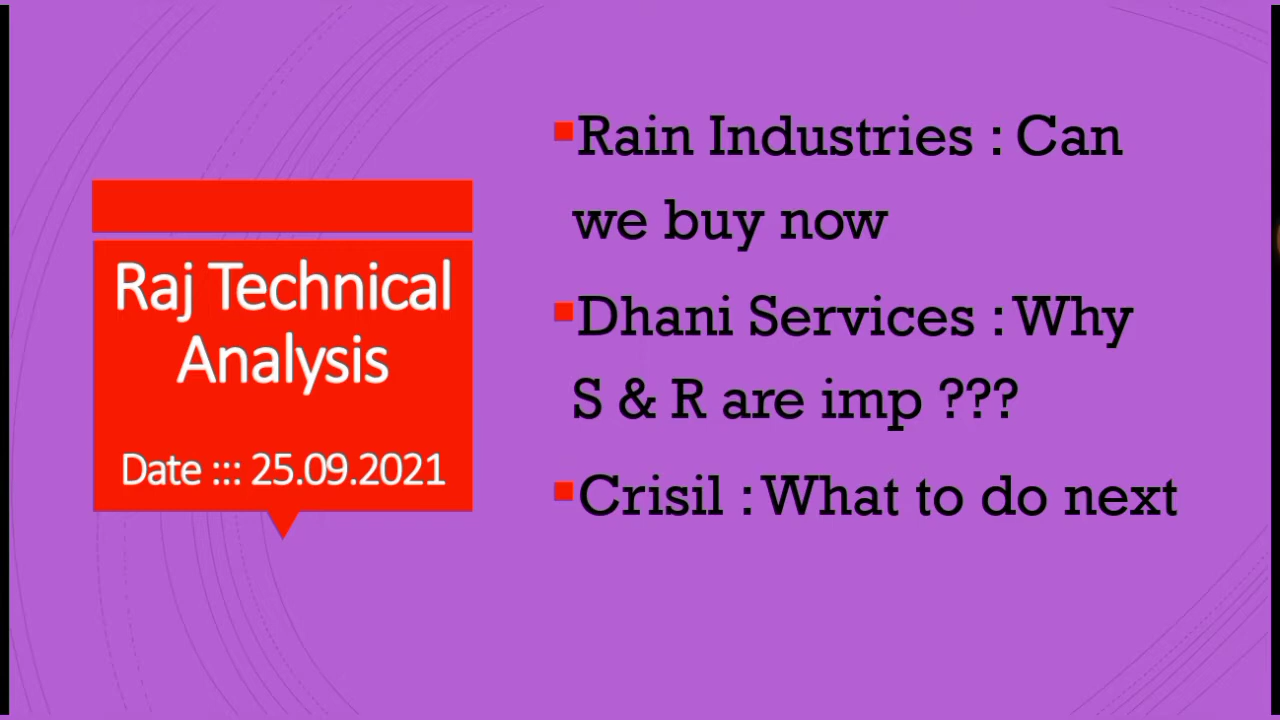 Raj Technical
Analysis
Date ::: 25.09.2021
Rain Industries : Can
we buy now
Dhani Services : Why
S & R are imp ???
Crisil : What to do next